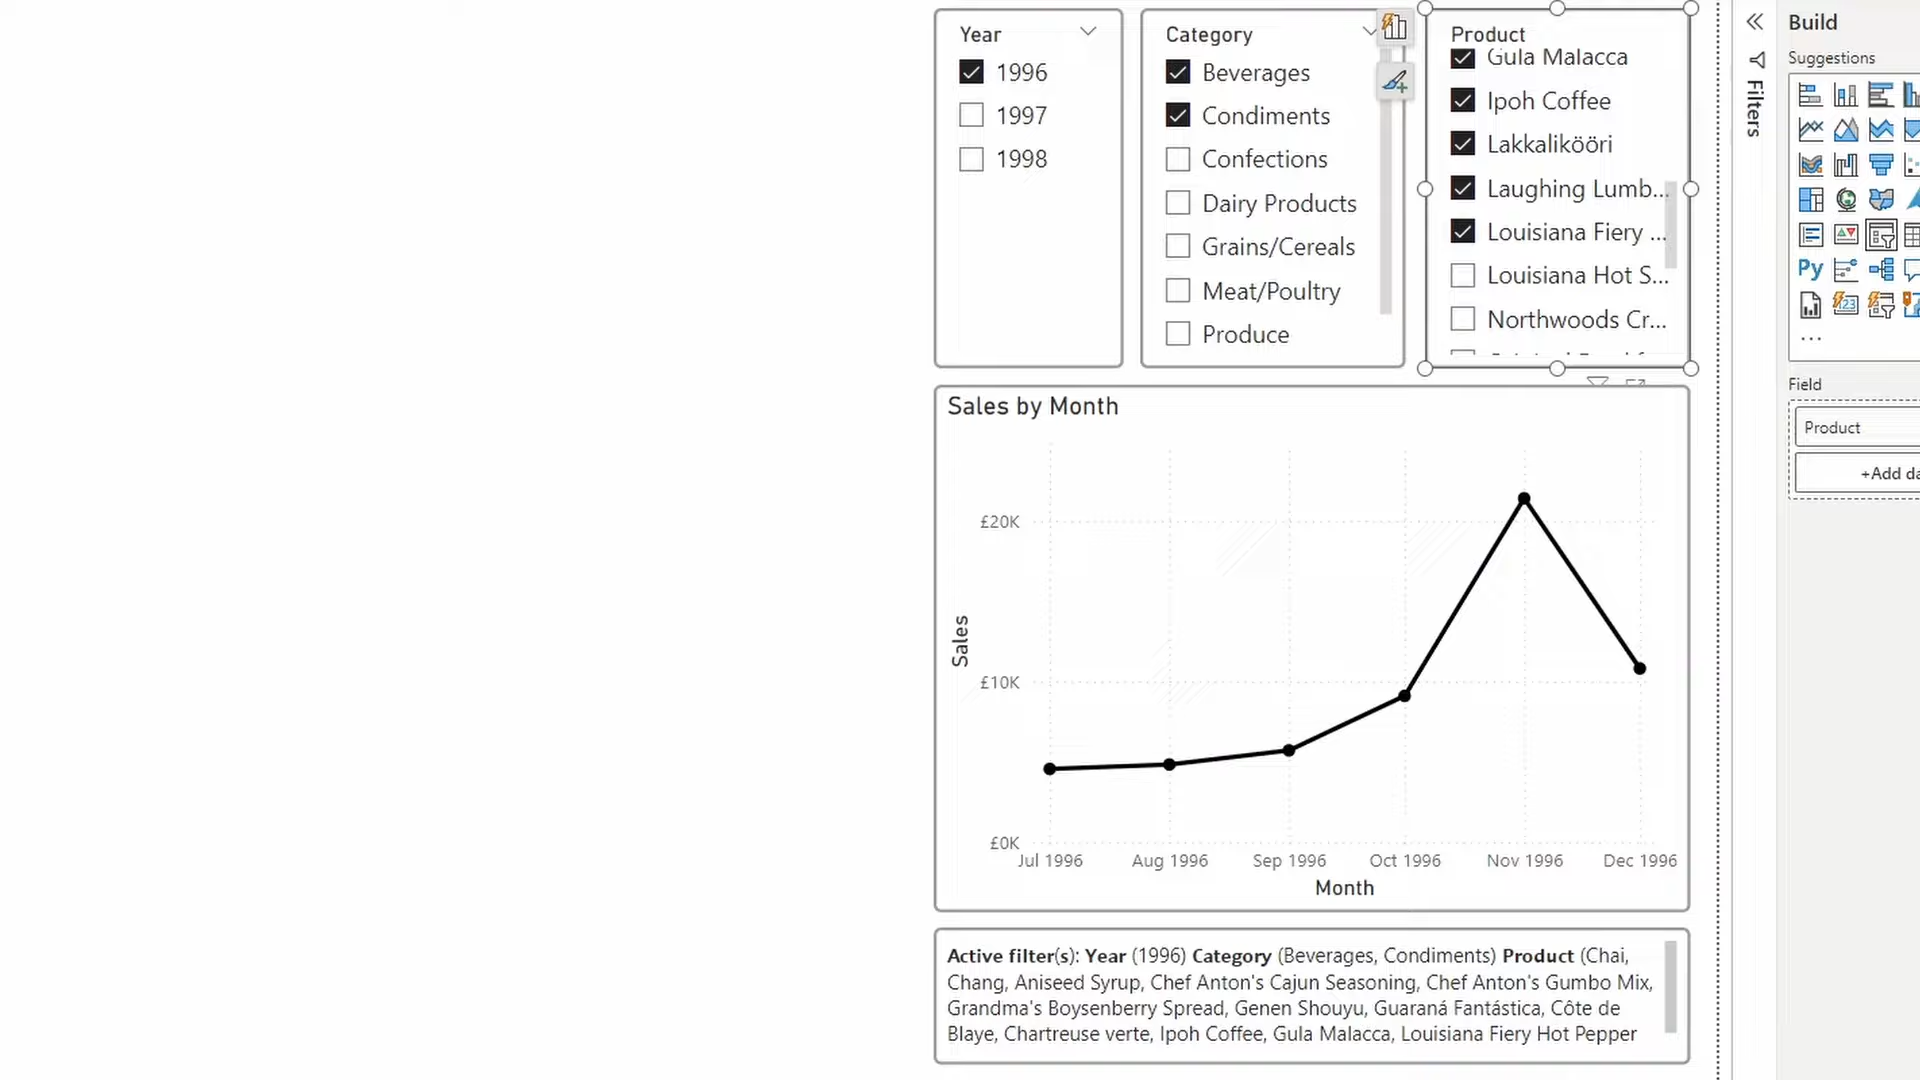 Year
1996
1997
1998
Category
Beverages
Condiments
Confections
Dairy Products
Grains/Cereals
Meat/Poultry
Produce
Product
Gula Malacca
Ipoh Coffee
Lakkalikööri
Laughing Lumb...
Louisiana Fiery ...
Louisiana Hot S...
Northwoods Cr...
Filters
Build
Suggestions
Py
123
...
Field
Product
+Add da
Sales by Month
Sales
£20K
£10K
£0K
Jul 1996 Aug 1996 Sep 1996 Oct 1996 Nov 1996 Dec 1996
Month
Active filter(s): Year (1996) Category (Beverages, Condiments) Product (Chai,
Chang, Aniseed Syrup, Chef Anton's Cajun Seasoning, Chef Anton's Gumbo Mix,
Grandma's Boysenberry Spread, Genen Shouyu, Guaraná Fantástica, Côte de
Blaye, Chartreuse verte, Ipoh Coffee, Gula Malacca, Louisiana Fiery Hot Pepper